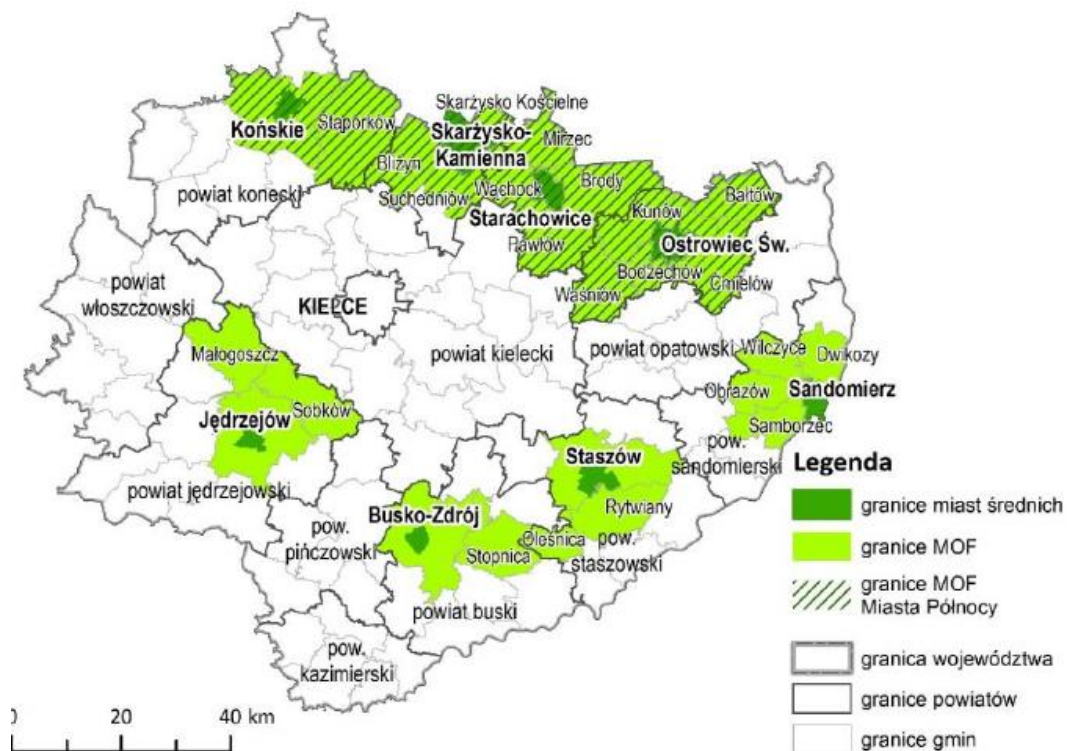 Skarżysko Kościelne
Końskie
Stąporków
Skarżysko-
Kamienna
Mirzec
Bliżyn
Brody
powiat konecki
Suchedniów
Wąchock
Bałtów
Kunów
Starachowice
Pawłów
Ostrowiec Św.
Bodzechów
Ćmielów
Waśniów
powiat
włoszczowski
KIELCE
powiat kielecki
powiat opatowski
Wilczyce
Dwikozy
Małogoszcz
Obrazów
Sandomierz
Sobków
Jędrzejów
Samborzec
pow.
sandomierski
Staszów
powiat jędrzejowski
Rytwiany
Busko-Zdrój
pow.
pińczowski
Oleśnica
Stopnica
pow.
staszowski
powiat buski
pow.
kazimierski
0 20 40 km
Legenda
granice miast średnich
granice MOF
granice MOF
Miasta Północy
granica województwa
granice powiatów
granice gmin